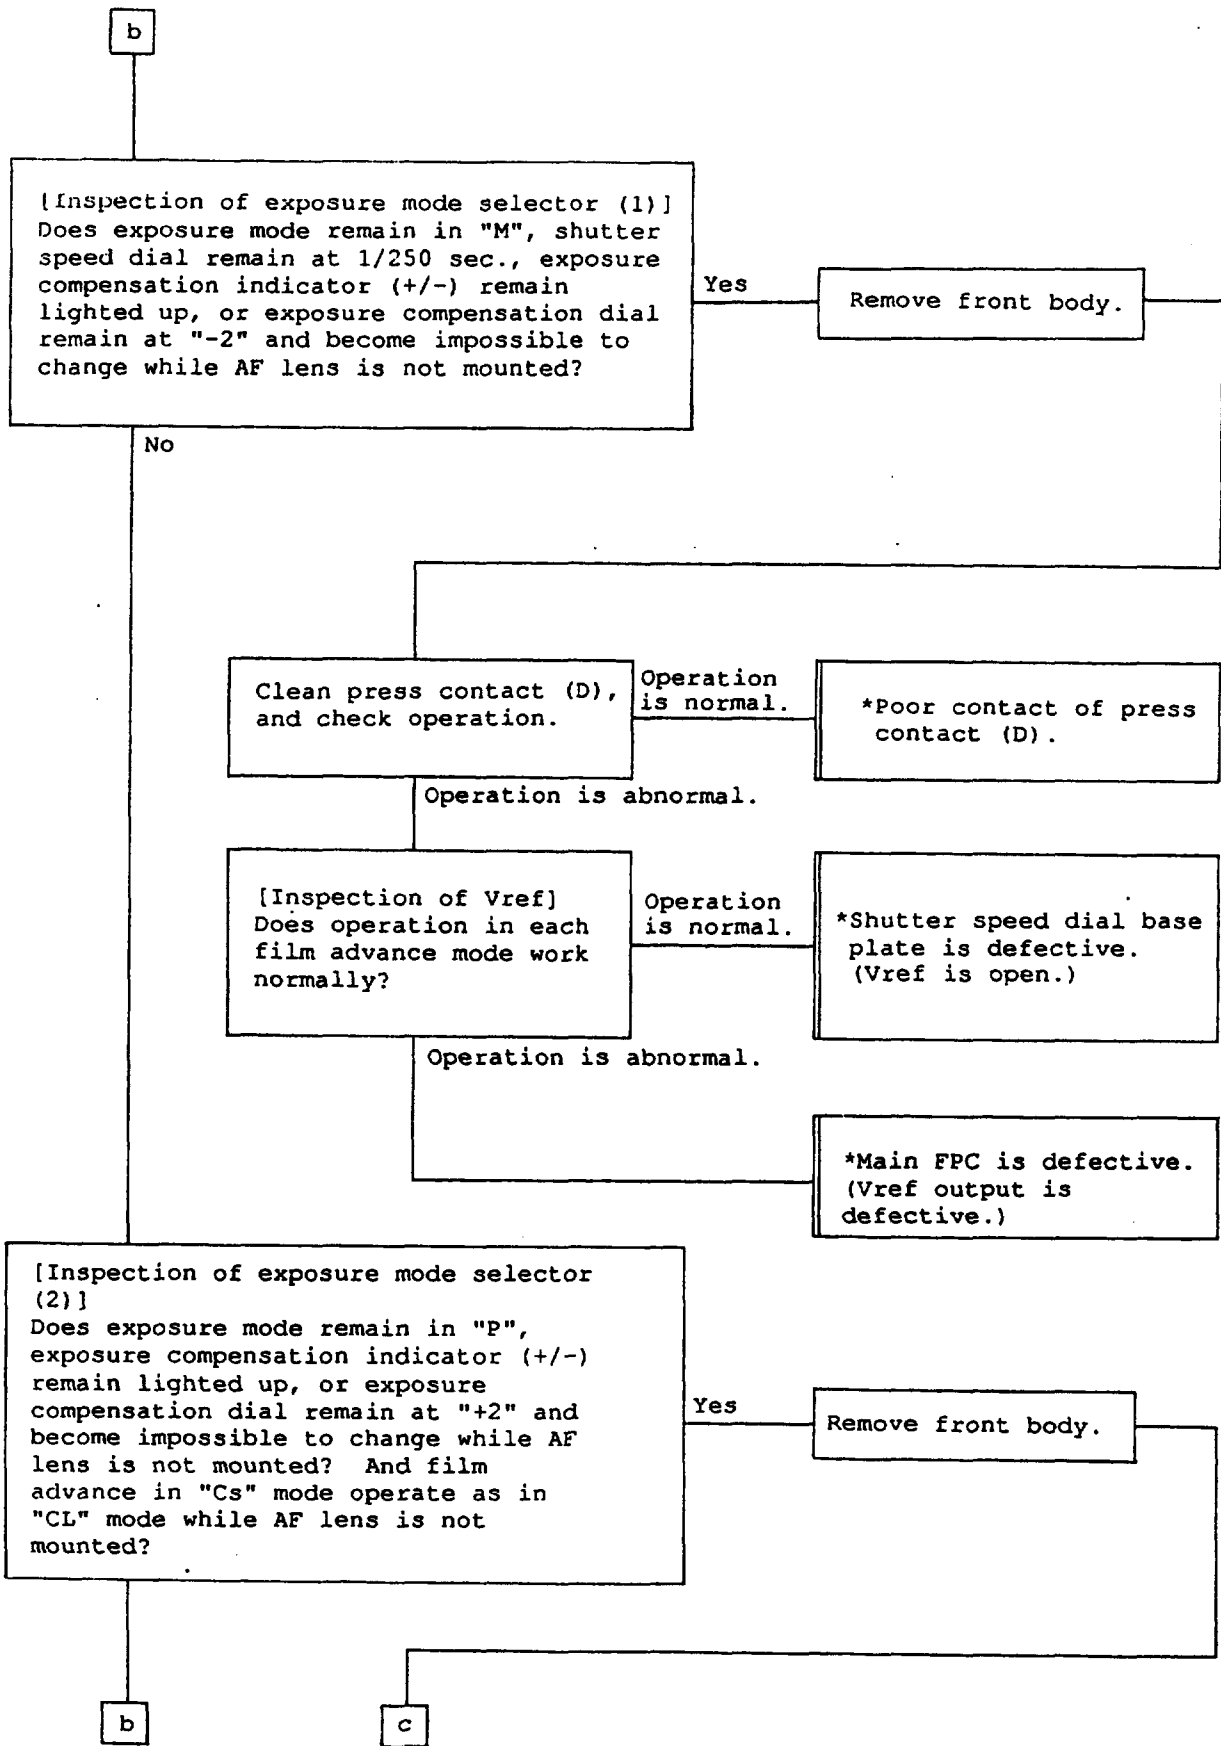 b
[Inspection of exposure mode selector (1)]
Does exposure mode remain in "M", shutter
speed dial remain at 1/250 sec., exposure
compensation indicator (+/-) remain
lighted up, or exposure compensation dial
remain at "-2" and become impossible to
change while AF lens is not mounted?
Yes
Remove front body.
No
Clean press contact (D),
and check operation.
Operation
is normal.
*Poor contact of press
contact (D).
Operation is abnormal.
[Inspection of Vref]
Does operation in each
film advance mode work
normally?
Operation
is normal.
*Shutter speed dial base
plate is defective.
(Vref is open.)
Operation is abnormal.
*Main FPC is defective.
(Vref output is
defective.)
[Inspection of exposure mode selector
(2)]
Does exposure mode remain in "P",
exposure compensation indicator (+/-)
remain lighted up, or exposure
compensation dial remain at "+2" and
become impossible to change while AF
lens is not mounted? And film
advance in "Cs" mode operate as in
"CL" mode while AF lens is not
mounted?
Yes
Remove front body.
b
c